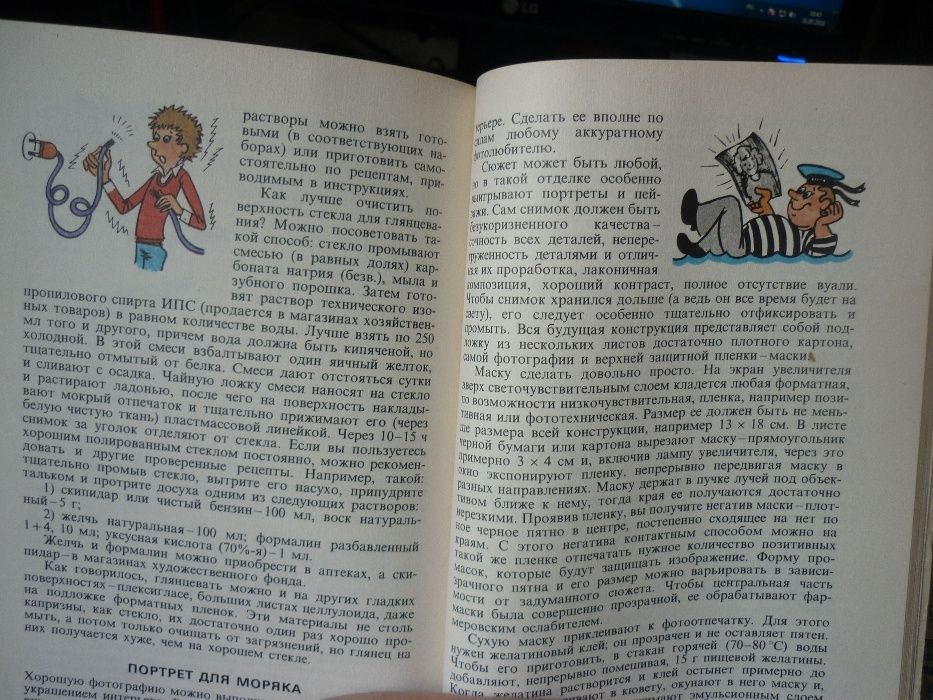 LG
растворы можно взять гото-
выми (в соответствующих на-
борах) или приготовить само-
стоятельно по рецептам, при-
водимым в инструкциях.
Как лучше очистить по-
верхность стекла для глянцева-
ния? Можно посоветовать та-
кой способ: стекло промывают
смесью (в равных долях) кар-
боната натрия (безв.), мыла и
зубного порошка. Затем гото-
вят раствор технического изо-
пропилового спирта ИПС (продается в магазинах хозяйствен-
ных товаров) в равном количестве воды. Лучше взять по 250
мл того и другого, причем вода должна быть кипяченой, но
холодной. В этой смеси взбалтывают один яичный желток,
тщательно отмытый от белка. Смеси дают отстояться сутки
и сливают с осадка. Чайную ложку смеси наносят на стекло
и растирают ладонью, после чего на поверхность наклады-
вают мокрый отпечаток и тщательно прижимают его (через
белую чистую ткань) пластмассовой линейкой. Через 10–15 ч
снимок за уголок отделяют от стекла. Если вы пользуетесь
хорошим полированным стеклом постоянно, можно рекомен-
довать и другие проверенные рецепты. Например, такой:
тщательно промыв стекло, вытрите его насухо, припудрите
тальком и протрите досуха одним из следующих растворов:
1) скипидар или чистый бензин–100 мл, воск натураль-
ный–5 г;
2) желчь натуральная–100 мл; формалин разбавленный
1+4, 10 мл; уксусная кислота (70%-я)–1 мл.
Желчь и формалин можно приобрести в аптеках, а ски-
пидар–в магазинах художественного фонда.
Как говорилось, глянцевать можно и на других гладких
поверхностях–плексигласе, больших листах целлулоида, даже
на подложке форматных пленок. Эти материалы не столь
капризны, как стекло, их достаточно один раз хорошо про-
мыть, а потом только очищать от загрязнений, но глянец на
них получается хуже, чем на хорошем стекле.
ПОРТРЕТ ДЛЯ МОРЯКА
Хорошую фотографию можно
украшением
терьере. Сделать ее вполне по
силам любому аккуратному
фотолюбителю.
Сюжет может быть любой,
но в такой отделке особенно
выигрывают портреты и пей-
зажи. Сам снимок должен быть
безукоризненного качества–
сочность всех деталей, непере-
груженность деталями и отлич-
ная их проработка, лаконичная
композиция, хороший контраст, полное отсутствие вуали.
Чтобы снимок хранился дольше (а ведь он все время будет на
свету), его следует особенно тщательно отфиксировать и
промыть. Вся будущая конструкция представляет собой под-
ложку из нескольких листов достаточно плотного картона,
самой фотографии и верхней защитной пленки–маски.
Маску сделать довольно просто. На экран увеличителя
вверх светочувствительным слоем кладется любая форматная,
по возможности низкочувствительная, пленка, например пози-
тивная или фототехническая. Размер ее должен быть не мень-
ше размера всей конструкции, например 13 × 18 см. В листе
черной бумаги или картона вырезают маску–прямоугольник
примерно 3 × 4 см и, включив лампу увеличителя, через это
окно экспонируют пленку, непрерывно передвигая маску в
разных направлениях. Маску держат в пучке лучей под объек-
тивом ближе к нему, тогда края ее получаются достаточно
нерезкими. Проявив пленку, вы получите негатив маски–плот-
ное черное пятно в центре, постепенно сходящее на нет по
краям. С этого негатива контактным способом можно на
такой же пленке отпечатать нужное количество позитивных
масок, которые будут защищать изображение. Форму про-
зрачного пятна и его размер можно варьировать в зависи-
мости от задуманного сюжета. Чтобы центральная часть
маски была совершенно прозрачной, ее обрабатывают фар-
меровским ослабителем.
Сухую маску приклеивают к фотоотпечатку. Для этого
нужен желатиновый клей; он прозрачен и не оставляет пятен.
Чтобы его приготовить, в стакан горячей (70–80 °C) воды
добавляют, непрерывно помешивая, 15 г пищевой желатины.
Когда желатина растворится и клей остынет примерно до
в кювету, окунают в него маску и,
эмульсионным слоем